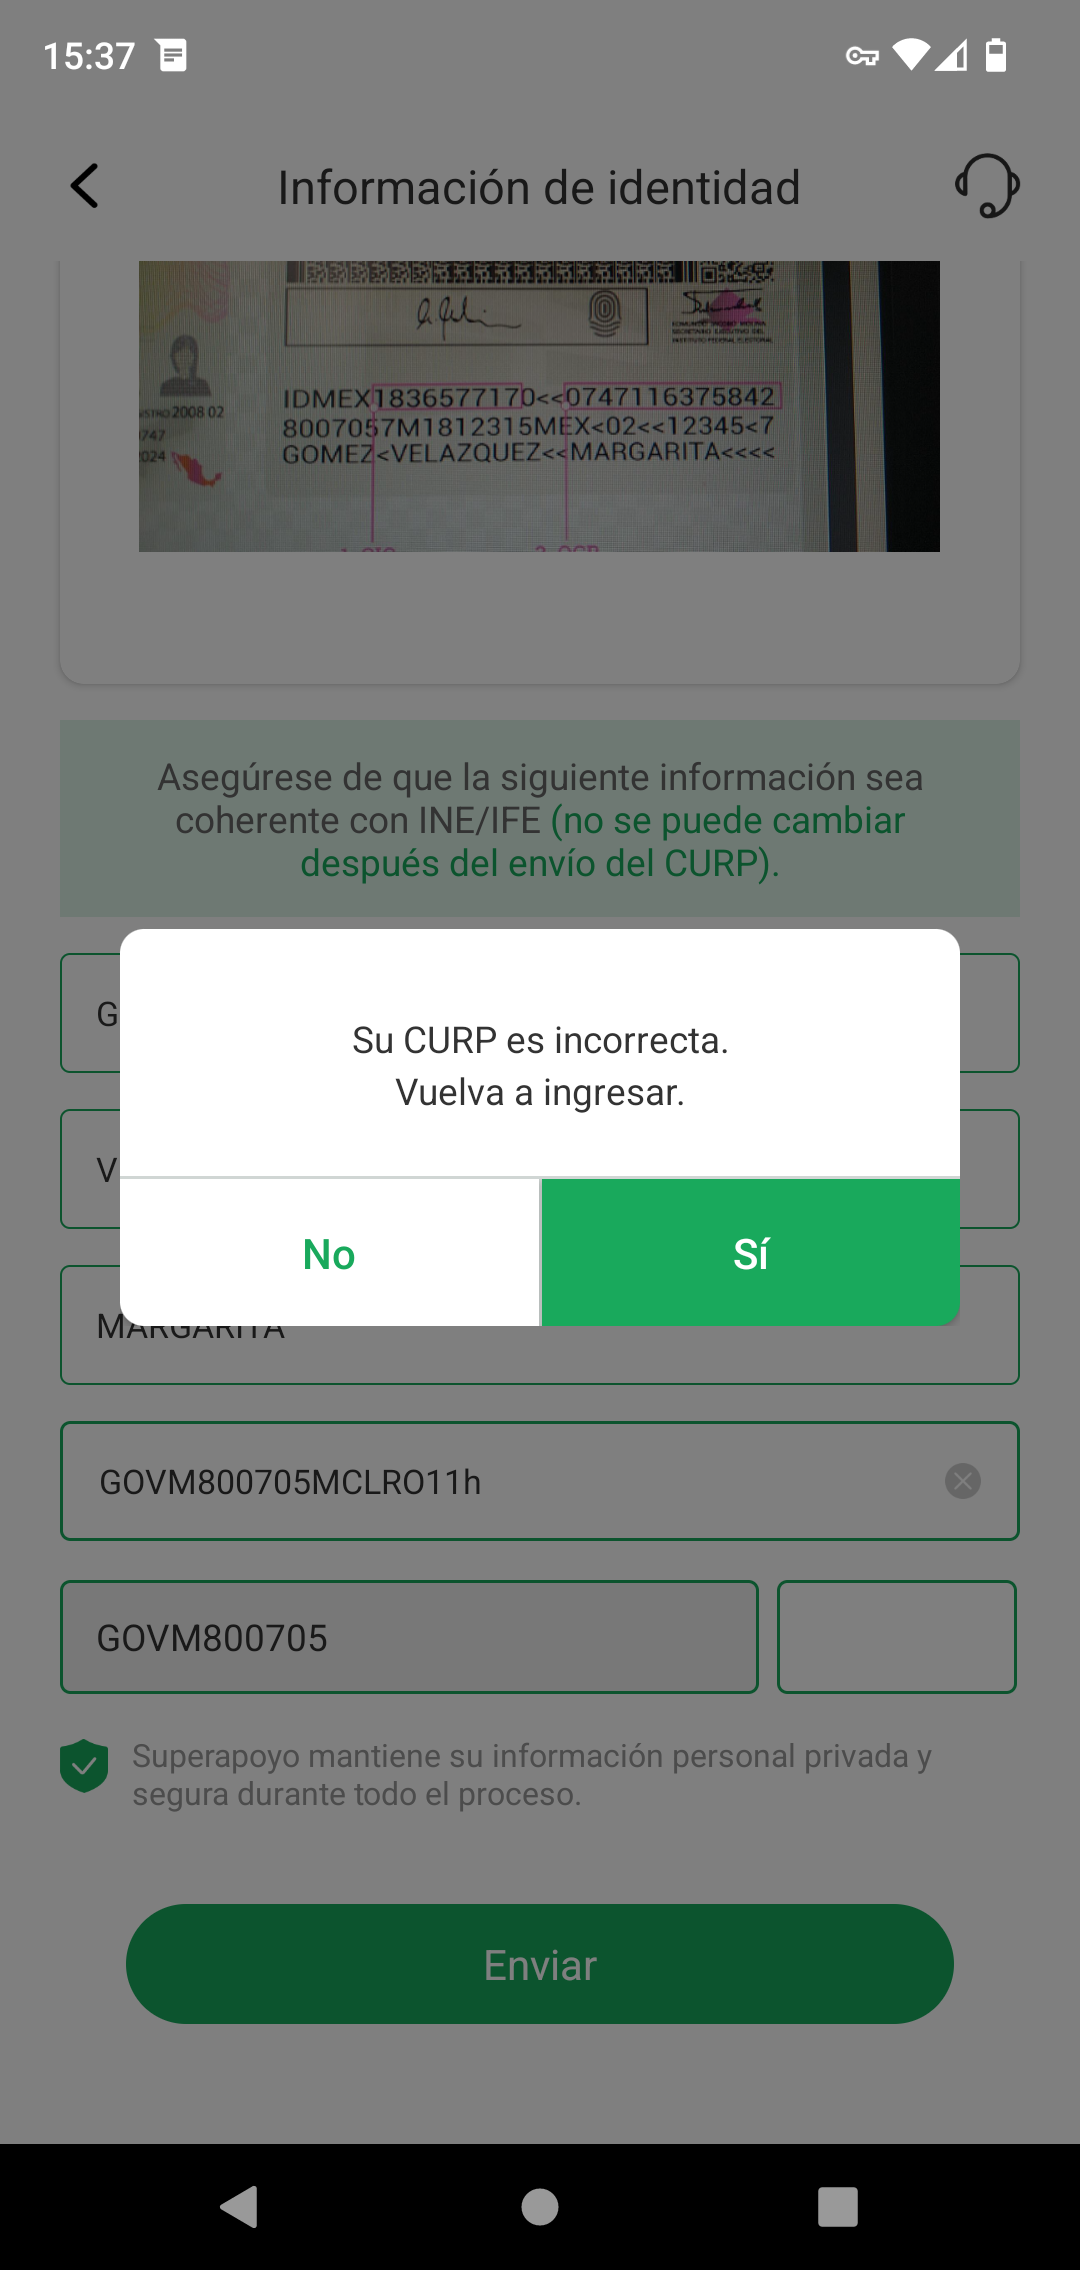 15:37
Información de identidad
IDMEX1836577170<<0747116375842
2008 02
8007057M1812315MEX<02<<12345<7
0747
GOMEZ<VELAZQUEZ<<MARGARITA<<<<
2024
Asegúrese de que la siguiente información sea
coherente con INE/IFE (no se puede cambiar
después del envío del CURP).
G
Su CURP es incorrecta.
Vuelva a ingresar.
V
No
Sí
MARGARITA
GOVM800705MCLRO11h
GOVM800705
Superapoyo mantiene su información personal privada y
segura durante todo el proceso.
Enviar